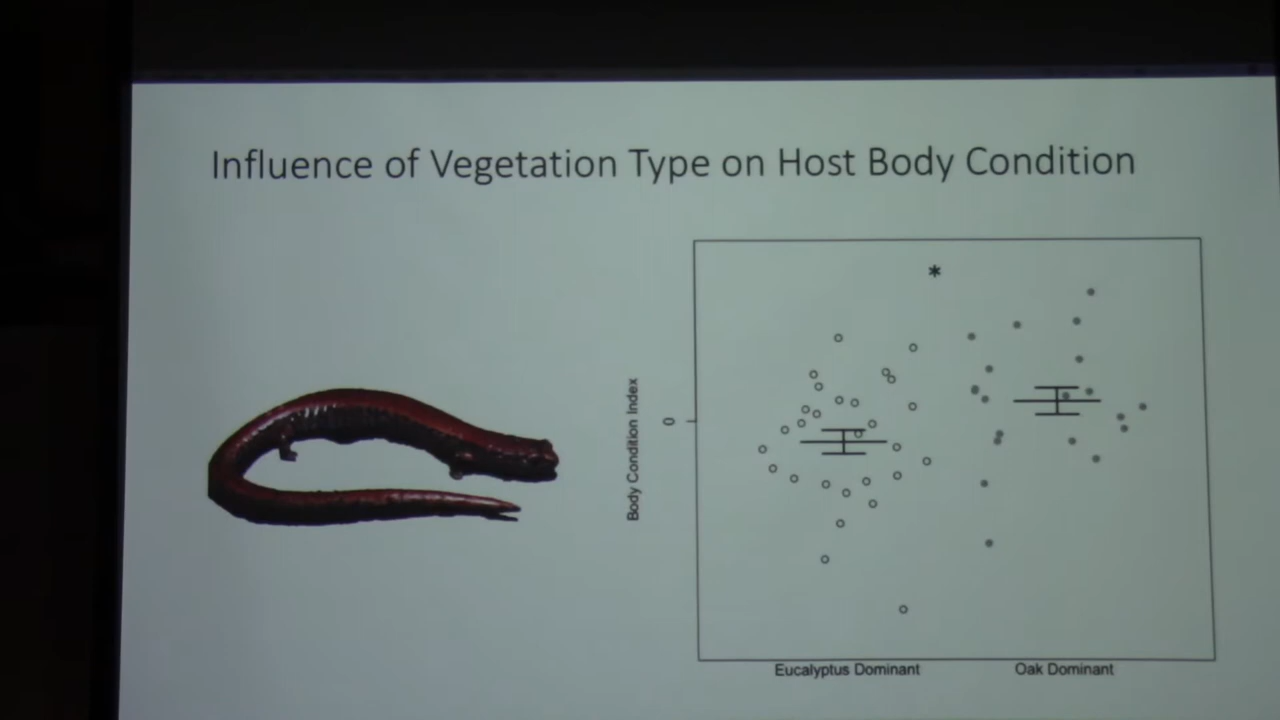 Influence of Vegetation Type on Host Body Condition
*
Body Condition Index
0
Eucalyptus Dominant
Oak Dominant